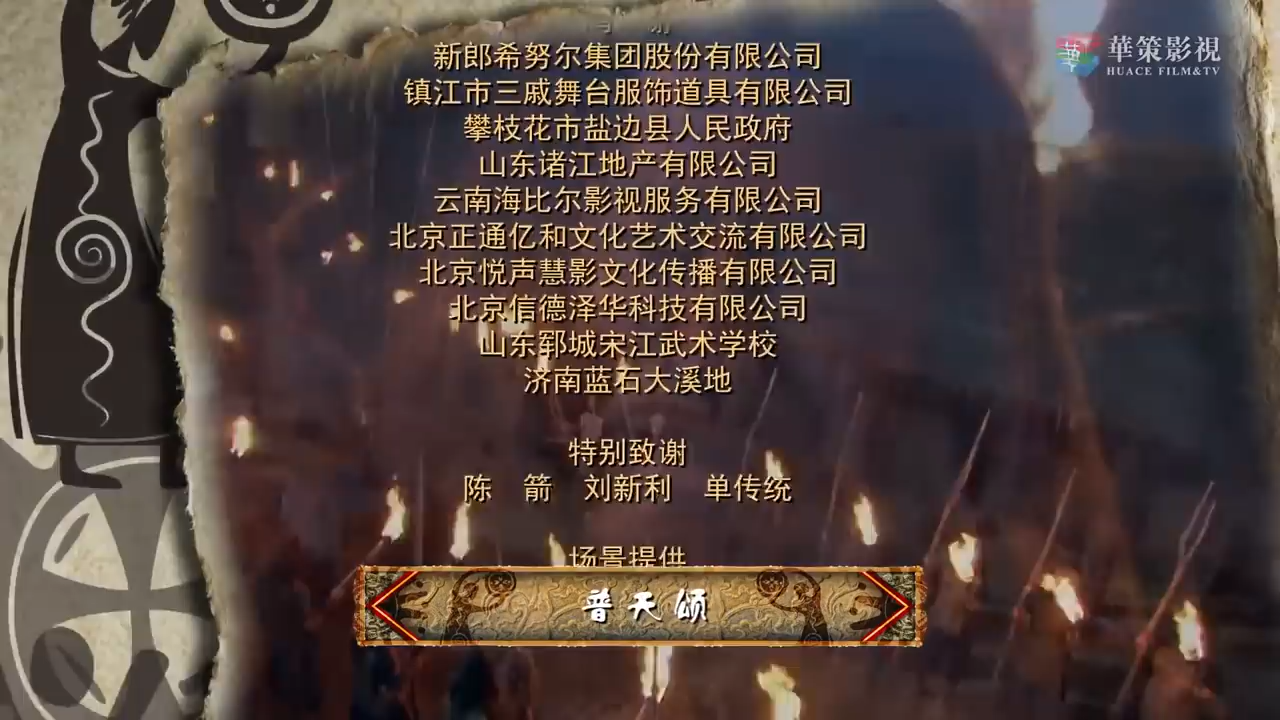 華策影視
HUACE FILM&TV
新郎希努尔集团股份有限公司
镇江市三戚舞台服饰道具有限公司
攀枝花市盐边县人民政府
山东诸江地产有限公司
云南海比尔影视服务有限公司
北京正通亿和文化艺术交流有限公司
北京悦声慧影文化传播有限公司
北京信德泽华科技有限公司
山东郓城宋江武术学校
济南蓝石大溪地
特别致谢
陈　箭　刘新利　单传统
场景提供
普天颂